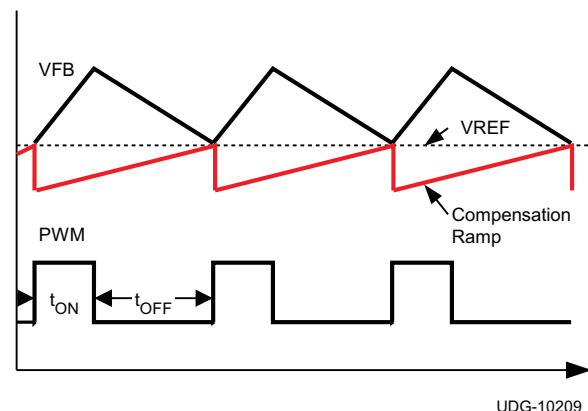 VFB
VREF
Compensation
Ramp
PWM
tON
tOFF
UDG-10209